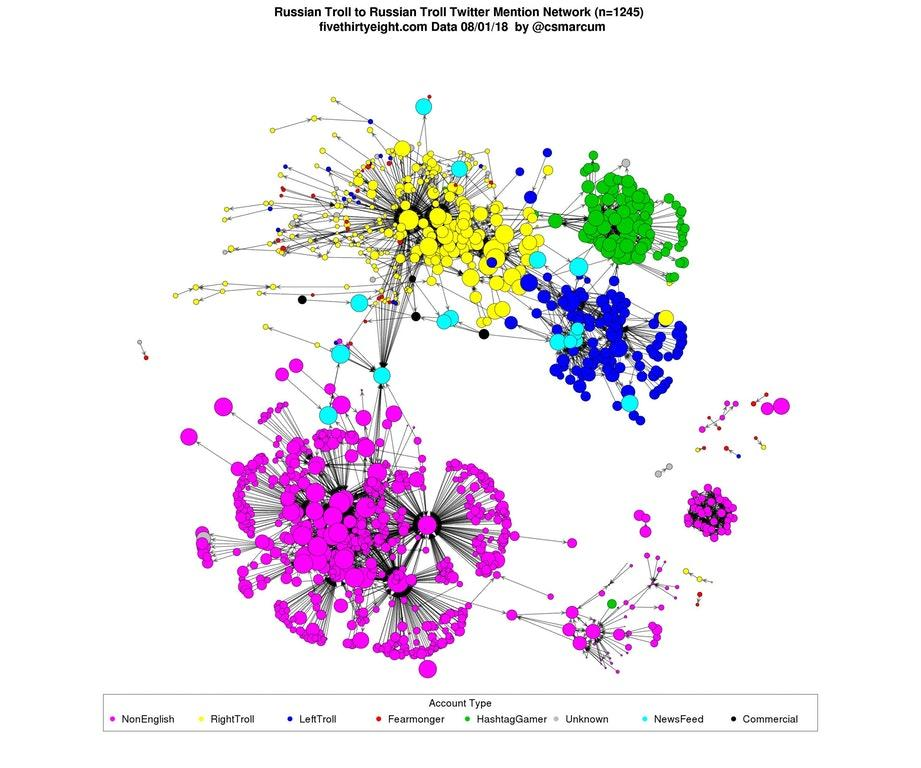 Russian Troll to Russian Troll Twitter Mention Network (n=1245)
fivethirtyeight.com Data 08/01/18 by @csmarcum
Account Type
NonEnglish RightTroll LeftTroll Fearmonger HashtagGamer Unknown NewsFeed Commercial